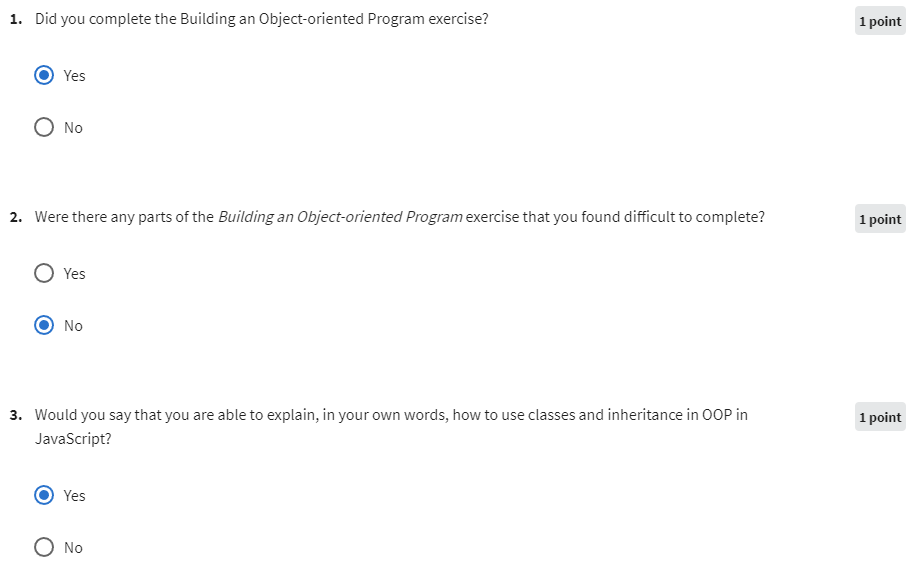 1. Did you complete the Building an Object-oriented Program exercise? 1 point
Yes
No
2. Were there any parts of the Building an Object-oriented Program exercise that you found difficult to complete? 1 point
Yes
No
3. Would you say that you are able to explain, in your own words, how to use classes and inheritance in OOP in 1 point
JavaScript?
Yes
No